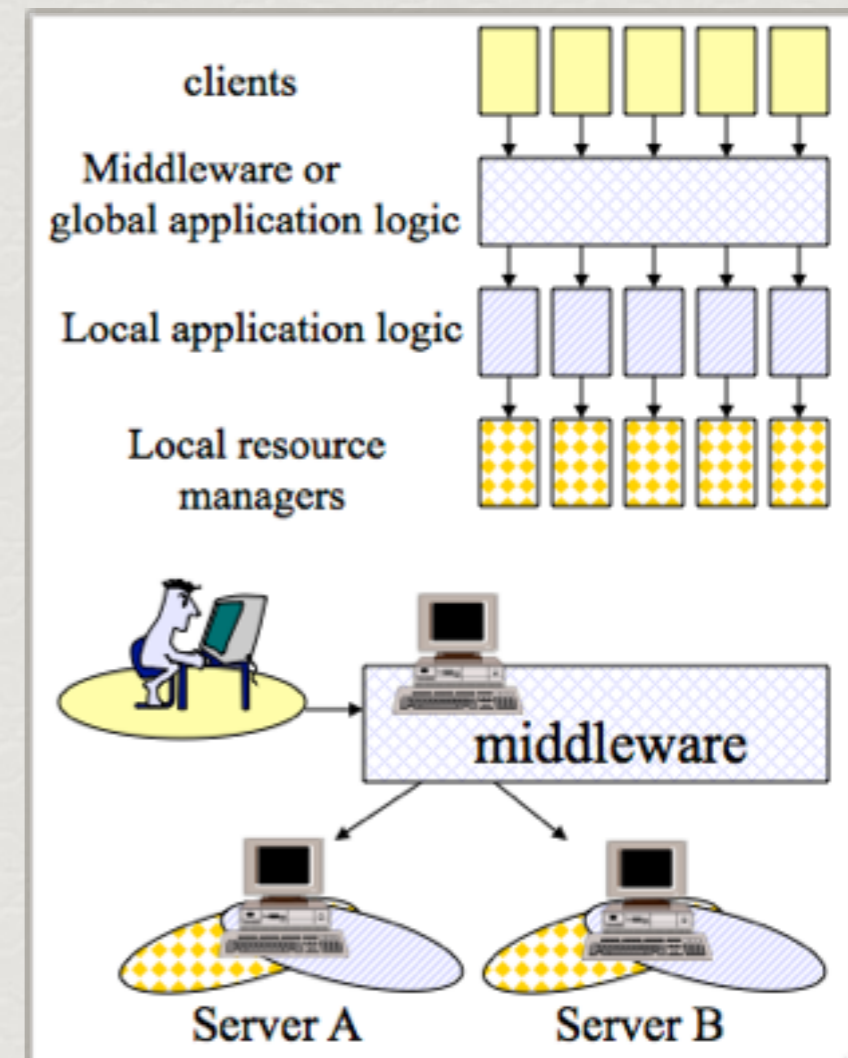 clients
Middleware or
global application logic
Local application logic
Local resource
managers
middleware
Server A
Server B